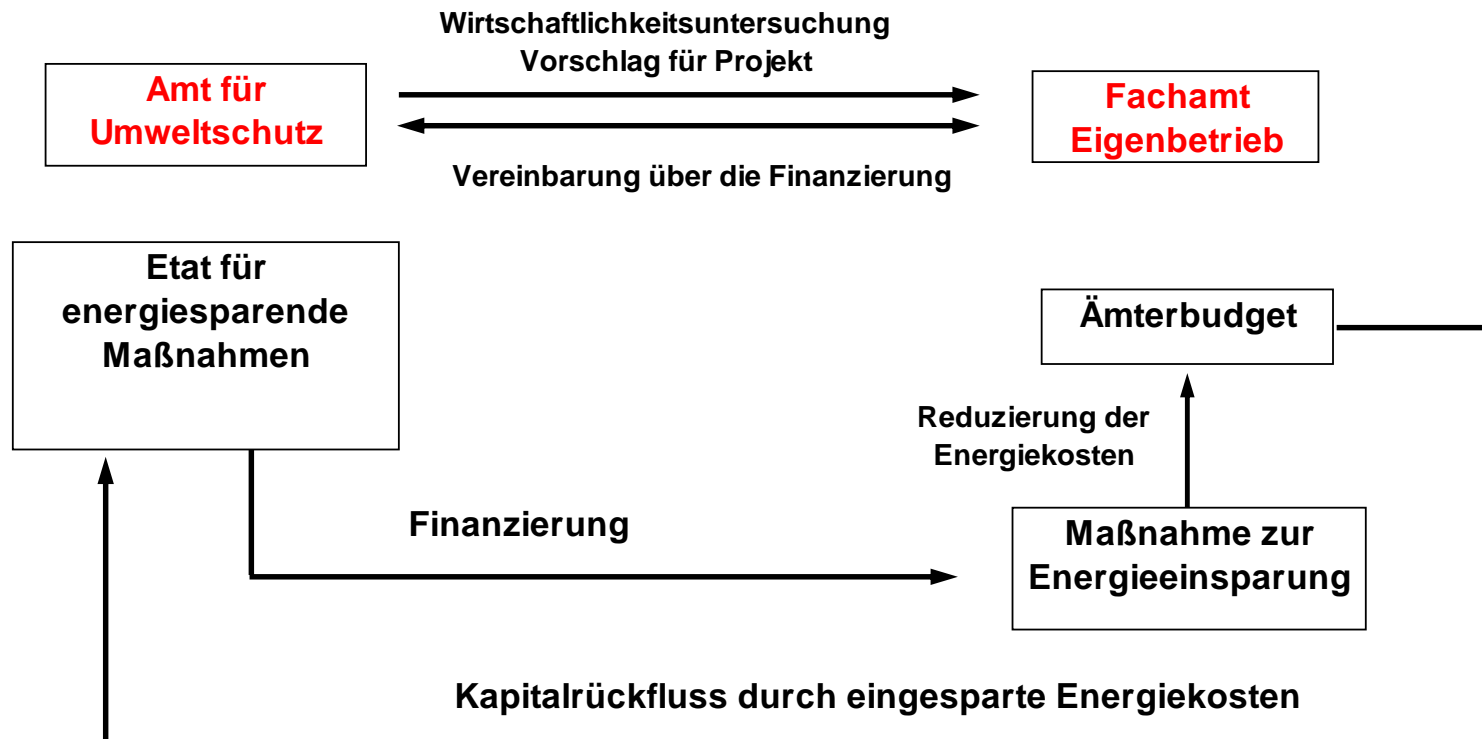 Wirtschaftlichkeitsuntersuchung
Vorschlag für Projekt
Amt für
Umweltschutz
Fachamt
Eigenbetrieb
Vereinbarung über die Finanzierung
Etat für
energiesparende
Maßnahmen
Ämterbudget
Reduzierung der
Energiekosten
Finanzierung
Maßnahme zur
Energieeinsparung
Kapitalrückfluss durch eingesparte Energiekosten